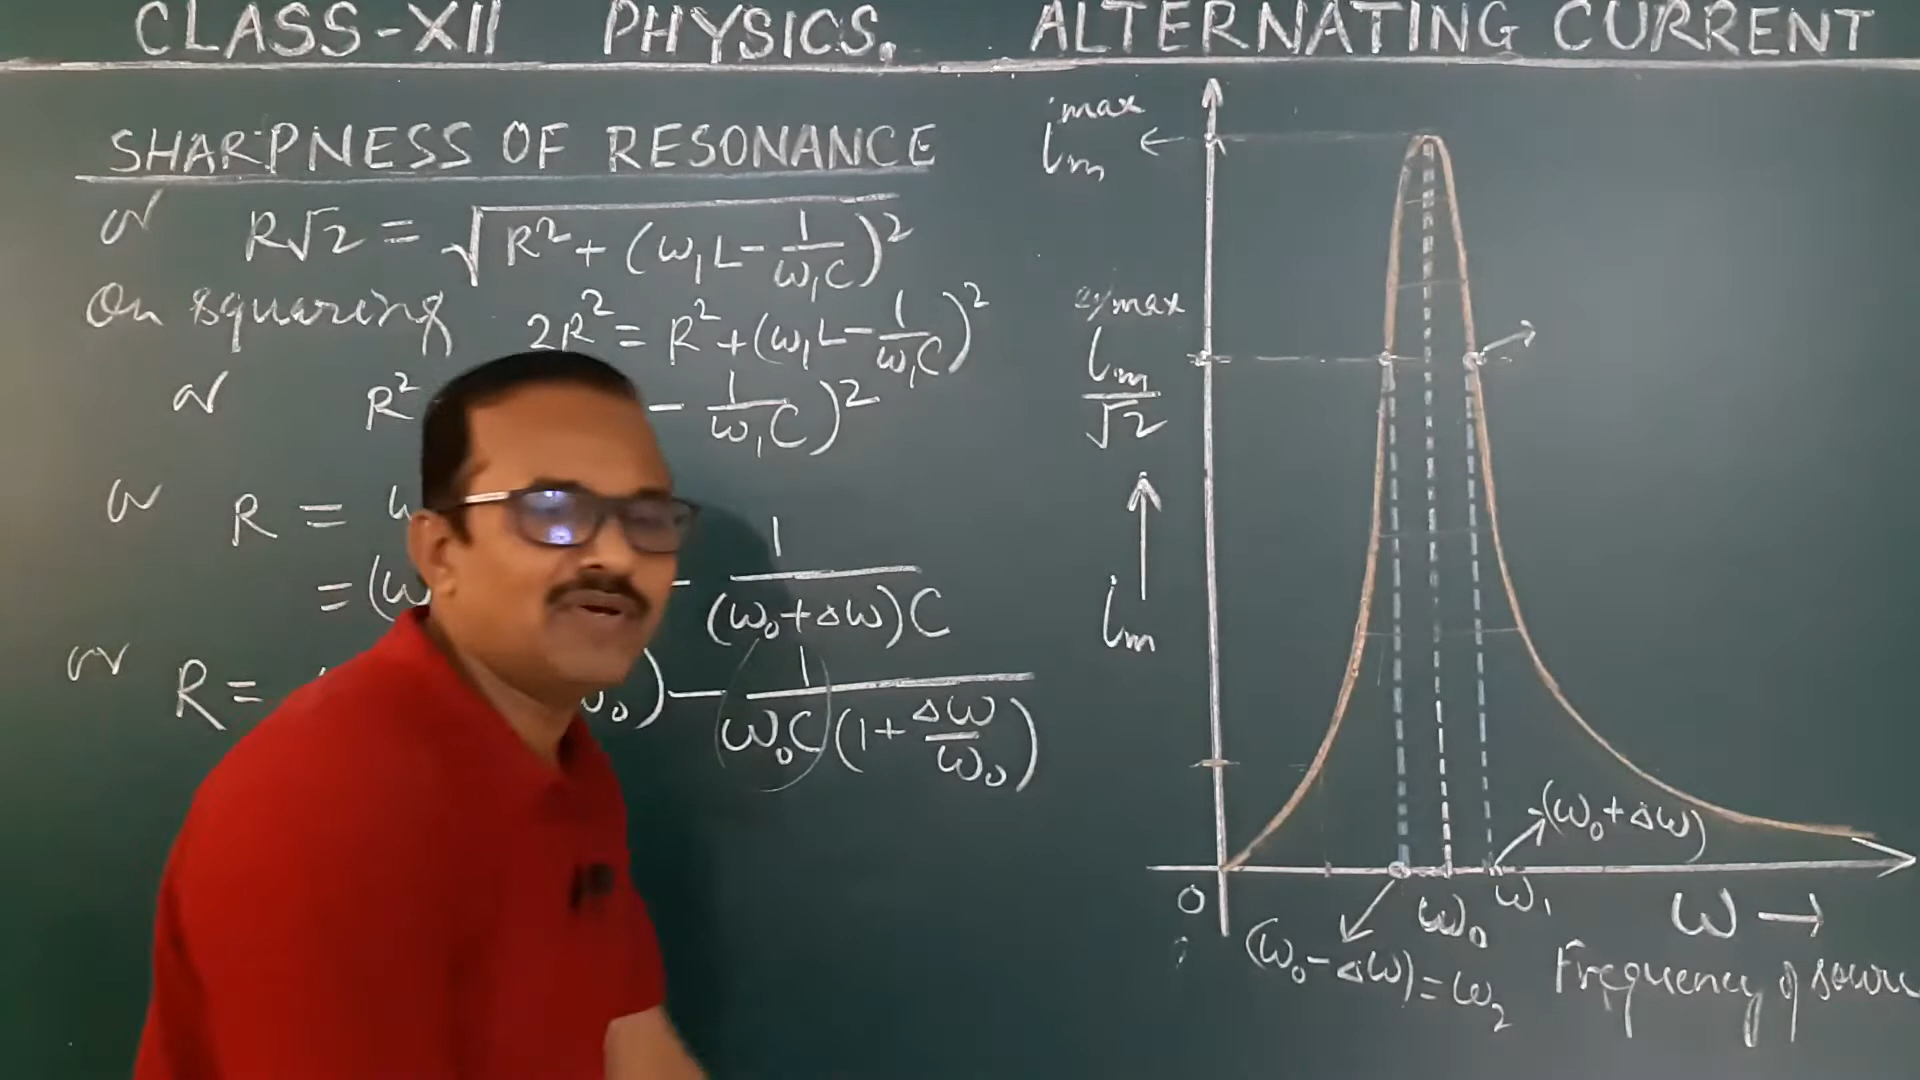 CLASS-XII PHYSICS. ALTERNATING CURRENT
SHARPNESS OF RESONANCE
or R√2 = √(R² + (ω₁L - 1/ω₁C)²)
On squaring 2R² = R² + (ω₁L - 1/ω₁C)²
or R² - 1/ω₁C)²
or R =
= (ω - 1/(ω₀+Δω)C
or R = ω₀) - 1/ω₀C(1+Δω/ω₀)
iₘ max
iₘ max/√2
iₘ
(ω₀+Δω)
0 ω₀ ω₁ ω →
(ω₀-Δω) = ω₂
Frequency of